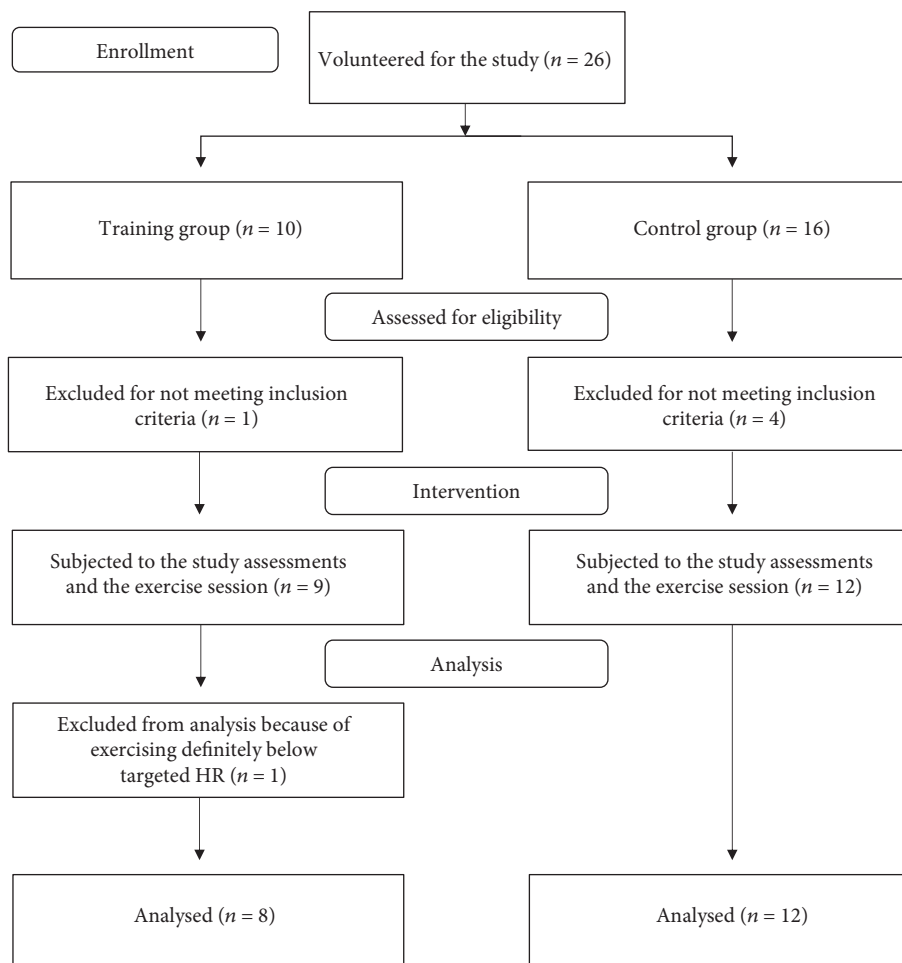 Enrollment
Volunteered for the study (n = 26)
Training group (n = 10)
Control group (n = 16)
Assessed for eligibility
Excluded for not meeting inclusion
criteria (n = 1)
Excluded for not meeting inclusion
criteria (n = 4)
Intervention
Subjected to the study assessments
and the exercise session (n = 9)
Subjected to the study assessments
and the exercise session (n = 12)
Analysis
Excluded from analysis because of
exercising definitely below
targeted HR (n = 1)
Analysed (n = 8)
Analysed (n = 12)